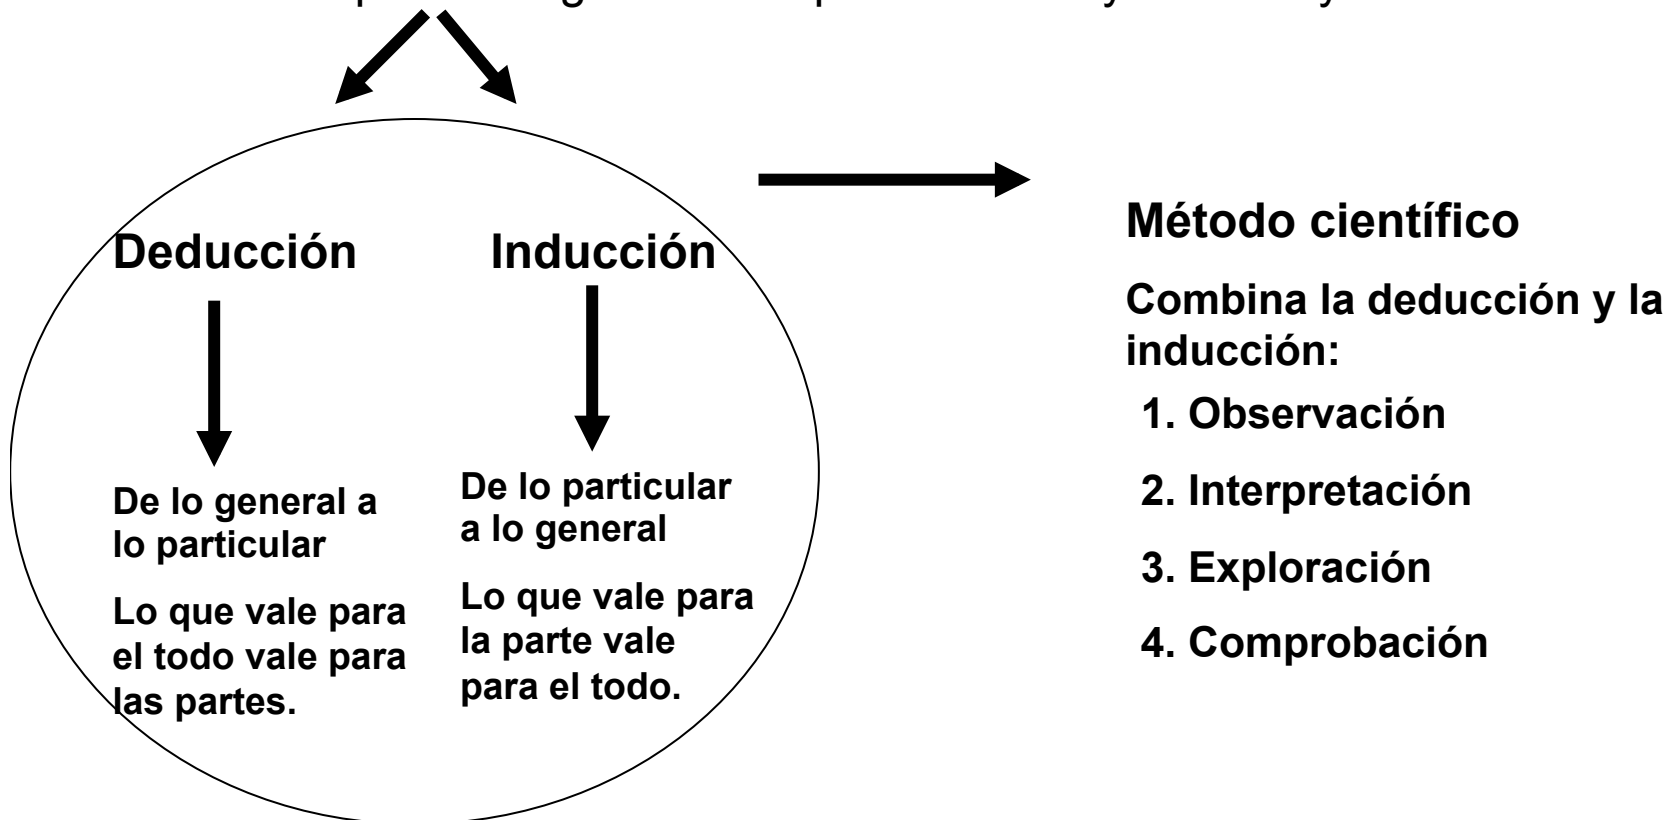 Deducción
Inducción
De lo general a
lo particular
Lo que vale para
el todo vale para
las partes.
De lo particular
a lo general
Lo que vale para
la parte vale
para el todo.
Método científico
Combina la deducción y la
inducción:
1. Observación
2. Interpretación
3. Exploración
4. Comprobación